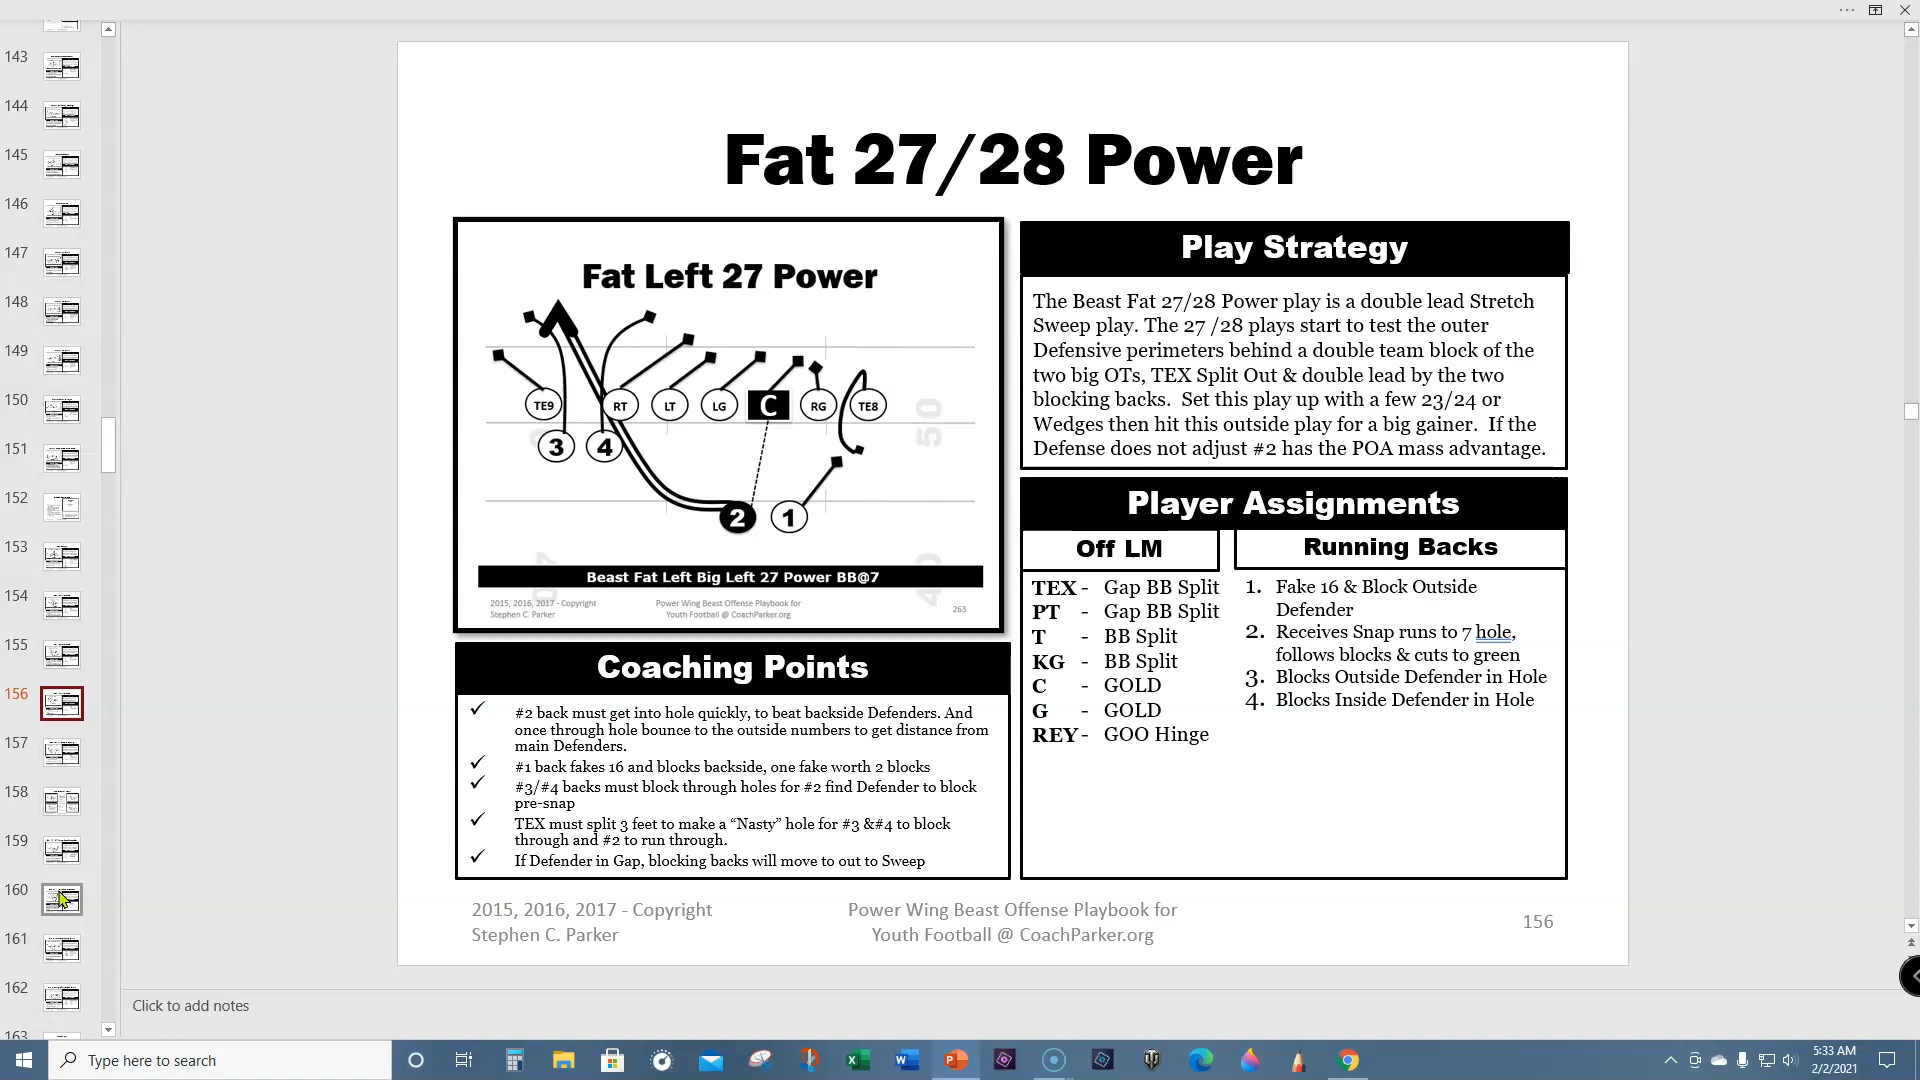 143
144
145
146
147
148
149
150
151
152
153
154
155
156
157
158
159
160
161
162
163
Fat 27/28 Power
Fat Left 27 Power
TE9
RT
LT
LG
C
RG
TE8
3
4
2
1
50
40
Beast Fat Left Big Left 27 Power BB@7
2015, 2016, 2017 - Copyright
Stephen C. Parker
Power Wing Beast Offense Playbook for
Youth Football @ CoachParker.org
263
Coaching Points
✓ #2 back must get into hole quickly, to beat backside Defenders. And
once through hole bounce to the outside numbers to get distance from
main Defenders.
✓ #1 back fakes 16 and blocks backside, one fake worth 2 blocks
✓ #3/#4 backs must block through holes for #2 find Defender to block
pre-snap
✓ TEX must split 3 feet to make a “Nasty” hole for #3 &#4 to block
through and #2 to run through.
✓ If Defender in Gap, blocking backs will move to out to Sweep
Play Strategy
The Beast Fat 27/28 Power play is a double lead Stretch
Sweep play. The 27 /28 plays start to test the outer
Defensive perimeters behind a double team block of the
two big OTs, TEX Split Out & double lead by the two
blocking backs.  Set this play up with a few 23/24 or
Wedges then hit this outside play for a big gainer.  If the
Defense does not adjust #2 has the POA mass advantage.
Player Assignments
Off LM
TEX - Gap BB Split
PT - Gap BB Split
T - BB Split
KG - BB Split
C - GOLD
G - GOLD
REY - GOO Hinge
Running Backs
1. Fake 16 & Block Outside
Defender
2. Receives Snap runs to 7 hole,
follows blocks & cuts to green
3. Blocks Outside Defender in Hole
4. Blocks Inside Defender in Hole
2015, 2016, 2017 - Copyright
Stephen C. Parker
Power Wing Beast Offense Playbook for
Youth Football @ CoachParker.org
156
Click to add notes
Type here to search
5:33 AM
2/2/2021